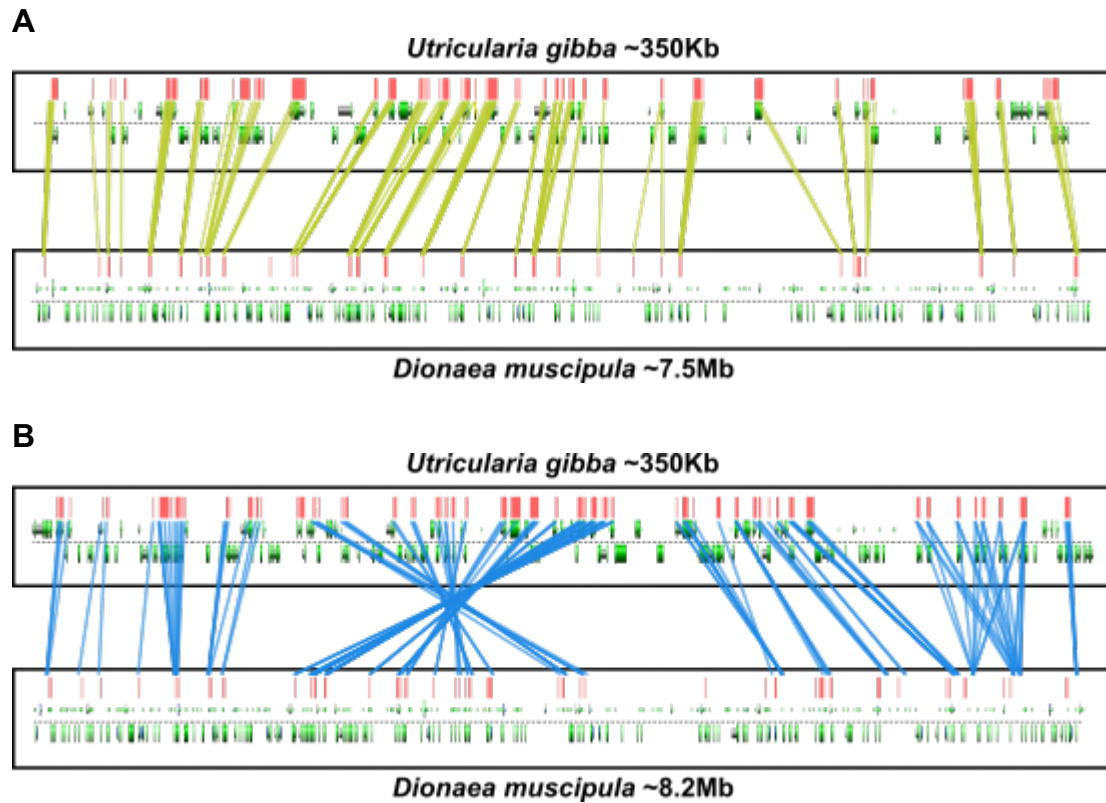 A
Utricularia gibba ~350Kb
Dionaea muscipula ~7.5Mb
B
Utricularia gibba ~350Kb
Dionaea muscipula ~8.2Mb